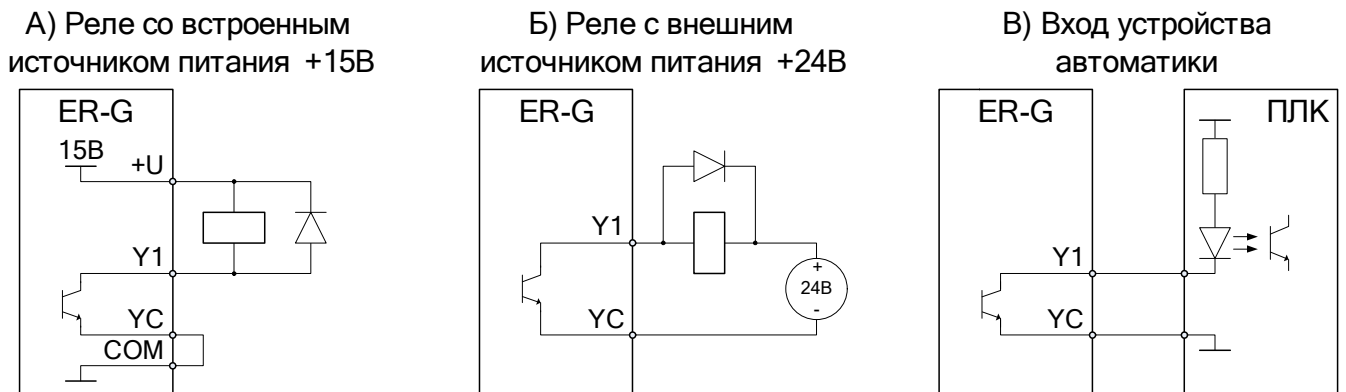 А) Реле со встроенным
источником питания +15В
ER-G
15В
+U
Y1
YC
COM
Б) Реле с внешним
источником питания +24В
ER-G
Y1
YC
+
24В
-
В) Вход устройства
автоматики
ER-G
Y1
YC
ПЛК